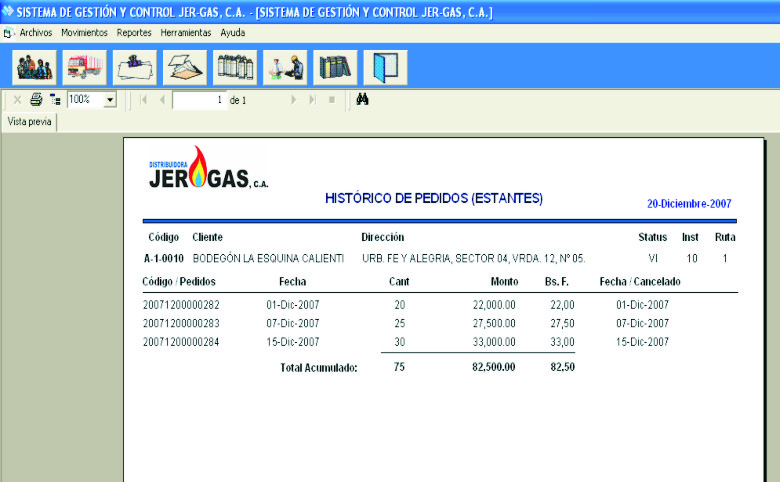 SISTEMA DE GESTIÓN Y CONTROL JER-GAS, C.A. - [SISTEMA DE GESTIÓN Y CONTROL JER-GAS, C.A.]
Archivos Movimientos Reportes Herramientas Ayuda
100% 1 de 1
Vista previa
DISTRIBUIDORA
JER GAS, C.A.
HISTÓRICO DE PEDIDOS (ESTANTES)
20-Diciembre-2007
Código Cliente Dirección Status Inst Ruta
A-1-0010 BODEGÓN LA ESQUINA CALIENTI URB. FE Y ALEGRIA, SECTOR 04, VRDA. 12, Nº 05. VI 10 1
Código / Pedidos Fecha Cant Monto Bs. F. Fecha / Cancelado
20071200000282 01-Dic-2007 20 22,000.00 22,00 01-Dic-2007
20071200000283 07-Dic-2007 25 27,500.00 27,50 07-Dic-2007
20071200000284 15-Dic-2007 30 33,000.00 33,00 15-Dic-2007
Total Acumulado: 75 82,500.00 82,50